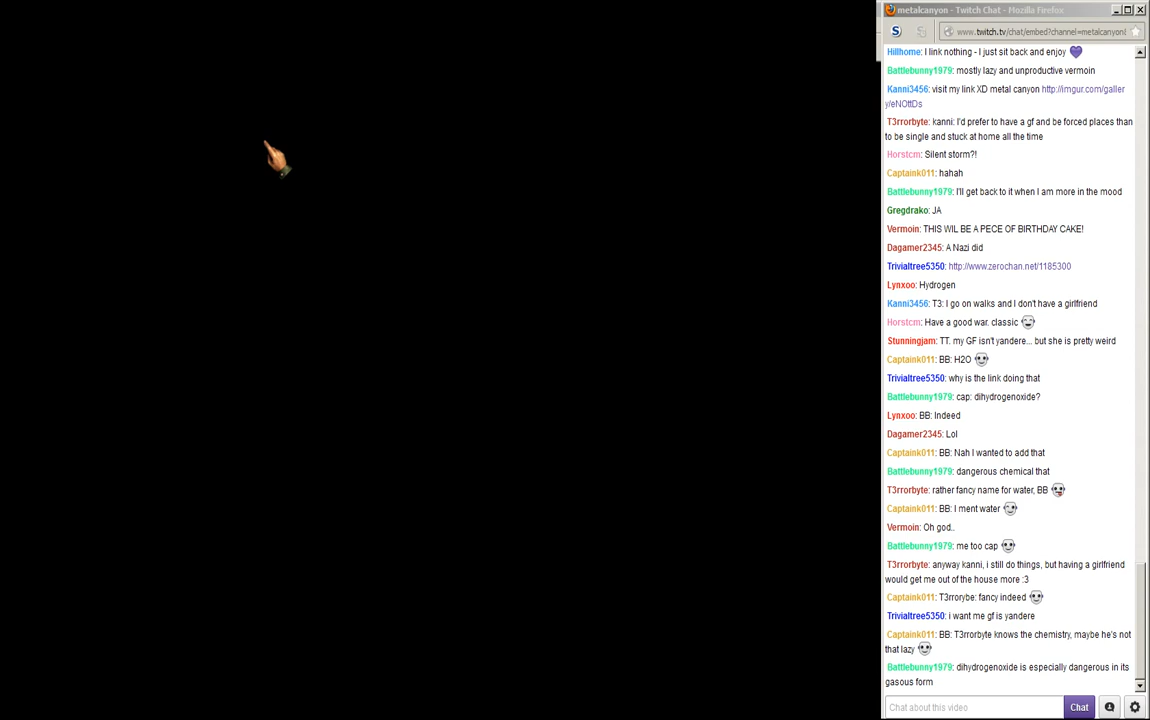 metalcanyon - Twitch Chat - Mozilla Firefox
www.twitch.tv/chat/embed?channel=metalcanyon
Hillhome: I link nothing - I just sit back and enjoy
Battlebunny1979: mostly lazy and unproductive vermoin
Kanni3456: visit my link XD metal canyon http://imgur.com/galler
y/eNOttDs
T3rrorbyte: kanni: I'd prefer to have a gf and be forced places than
to be single and stuck at home all the time
Horstcm: Silent storm?!
Captaink011: hahah
Battlebunny1979: I'll get back to it when I am more in the mood
Gregdrako: JA
Vermoin: THIS WIL BE A PECE OF BIRTHDAY CAKE!
Dagamer2345: A Nazi did
Trivialtree5350: http://www.zerochan.net/1185300
Lynxoo: Hydrogen
Kanni3456: T3: I go on walks and I don't have a girlfriend
Horstcm: Have a good war. classic
Stunningjam: TT. my GF isn't yandere... but she is pretty weird
Captaink011: BB: H2O
Trivialtree5350: why is the link doing that
Battlebunny1979: cap: dihydrogenoxide?
Lynxoo: BB: Indeed
Dagamer2345: Lol
Captaink011: BB: Nah I wanted to add that
Battlebunny1979: dangerous chemical that
T3rrorbyte: rather fancy name for water, BB
Captaink011: BB: I ment water
Vermoin: Oh god..
Battlebunny1979: me too cap
T3rrorbyte: anyway kanni, i still do things, but having a girlfriend
would get me out of the house more :3
Captaink011: T3rrorybe: fancy indeed
Trivialtree5350: i want me gf is yandere
Captaink011: BB: T3rrorbyte knows the chemistry, maybe he's not
that lazy
Battlebunny1979: dihydrogenoxide is especially dangerous in its
gasous form
Chat about this video
Chat